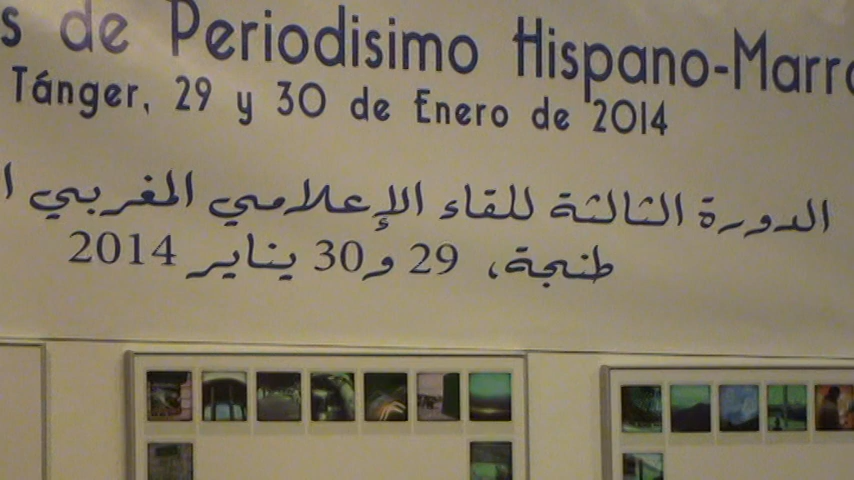 de Periodisimo Hispano-
Tánger, 29 y 30 de Enero de 2014
الدورة الثالثة للقاء الإعلامي المغربي
طنجة، 29 و30 يناير 2014